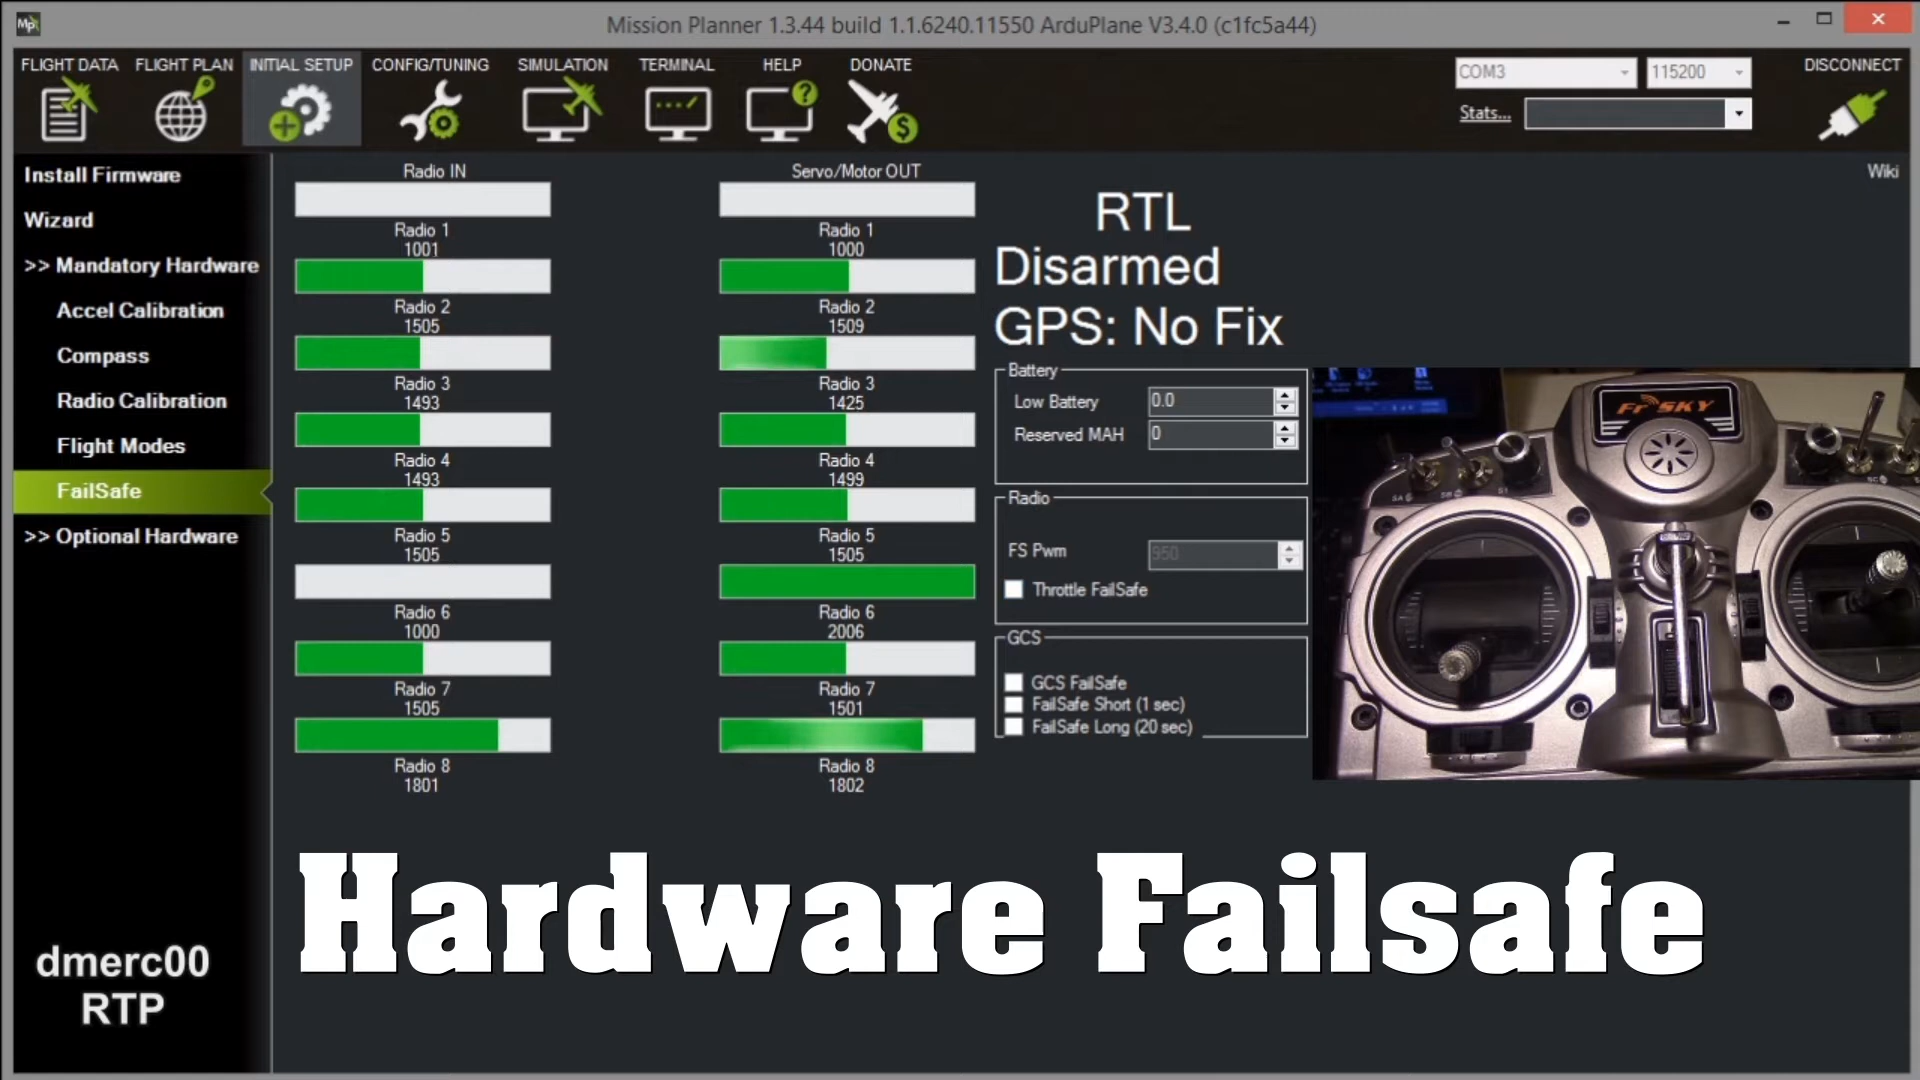 Mission Planner 1.3.44 build 1.1.6240.11550 ArduPlane V3.4.0 (c1fc5a44)
FLIGHT DATA FLIGHT PLAN INITIAL SETUP CONFIG/TUNING SIMULATION TERMINAL HELP DONATE
COM3 115200 DISCONNECT
Stats...
Install Firmware
Wizard
>> Mandatory Hardware
Accel Calibration
Compass
Radio Calibration
Flight Modes
FailSafe
>> Optional Hardware
Radio IN
Radio 1
1001
Radio 2
1505
Radio 3
1493
Radio 4
1493
Radio 5
1505
Radio 6
1000
Radio 7
1505
Radio 8
1801
Servo/Motor OUT
Radio 1
1000
Radio 2
1509
Radio 3
1425
Radio 4
1499
Radio 5
1505
Radio 6
2006
Radio 7
1501
Radio 8
1802
Wiki
RTL
Disarmed
GPS: No Fix
Battery
Low Battery 0.0
Reserved MAH 0
Radio
FS Pwm 950
Throttle FailSafe
GCS
GCS FailSafe
FailSafe Short (1 sec)
FailSafe Long (20 sec)
FrSKY
Hardware Failsafe
dmerc00
RTP